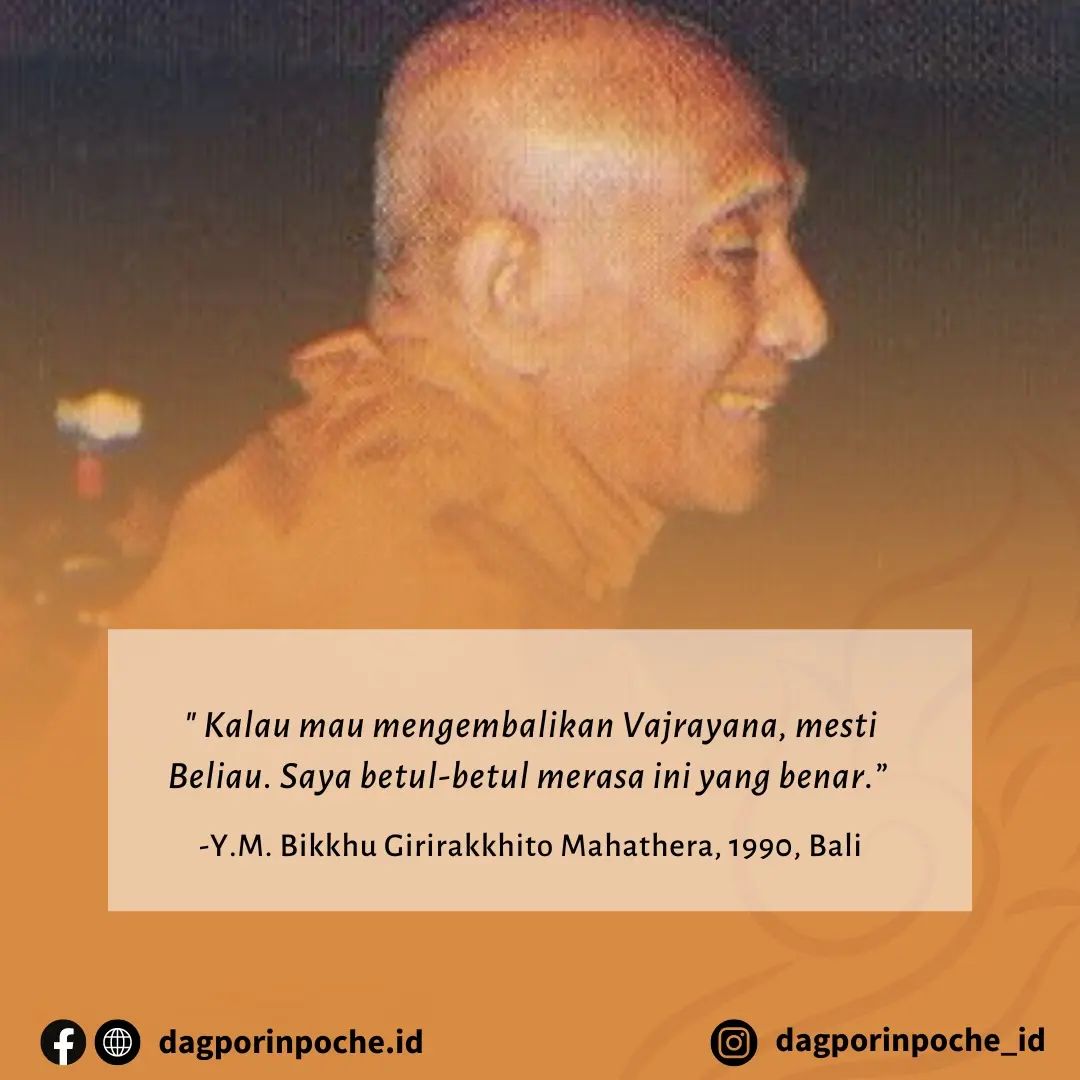 " Kalau mau mengembalikan Vajrayana, mesti
Beliau. Saya betul-betul merasa ini yang benar.”
-Y.M. Bikkhu Girirakkhito Mahathera, 1990, Bali
dagporinpoche.id
dagporinpoche_id